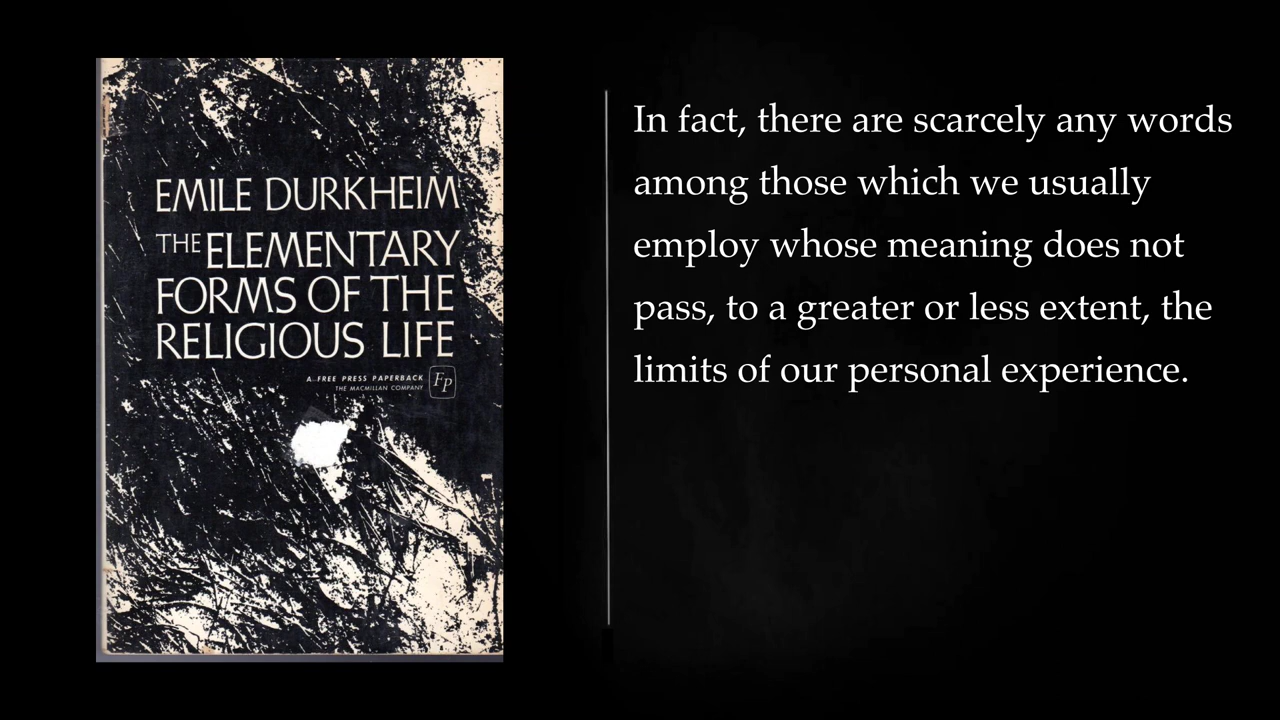 EMILE DURKHEIM
THE ELEMENTARY
FORMS OF THE
RELIGIOUS LIFE
A FREE PRESS PAPERBACK
THE MACMILLAN COMPANY
FP
In fact, there are scarcely any words
among those which we usually
employ whose meaning does not
pass, to a greater or less extent, the
limits of our personal experience.